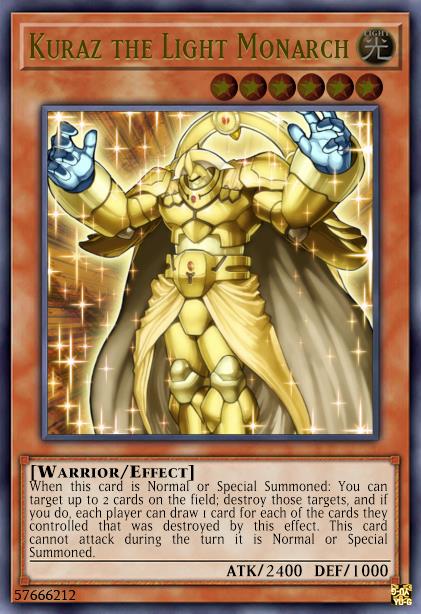 Kuraz the Light Monarch
LIGHT
光
[Warrior/Effect]
When this card is Normal or Special Summoned: You can
target up to 2 cards on the field; destroy those targets, and if
you do, each player can draw 1 card for each of the cards they
controlled that was destroyed by this effect. This card
cannot attack during the turn it is Normal or Special
Summoned.
ATK/2400 DEF/1000
57666212